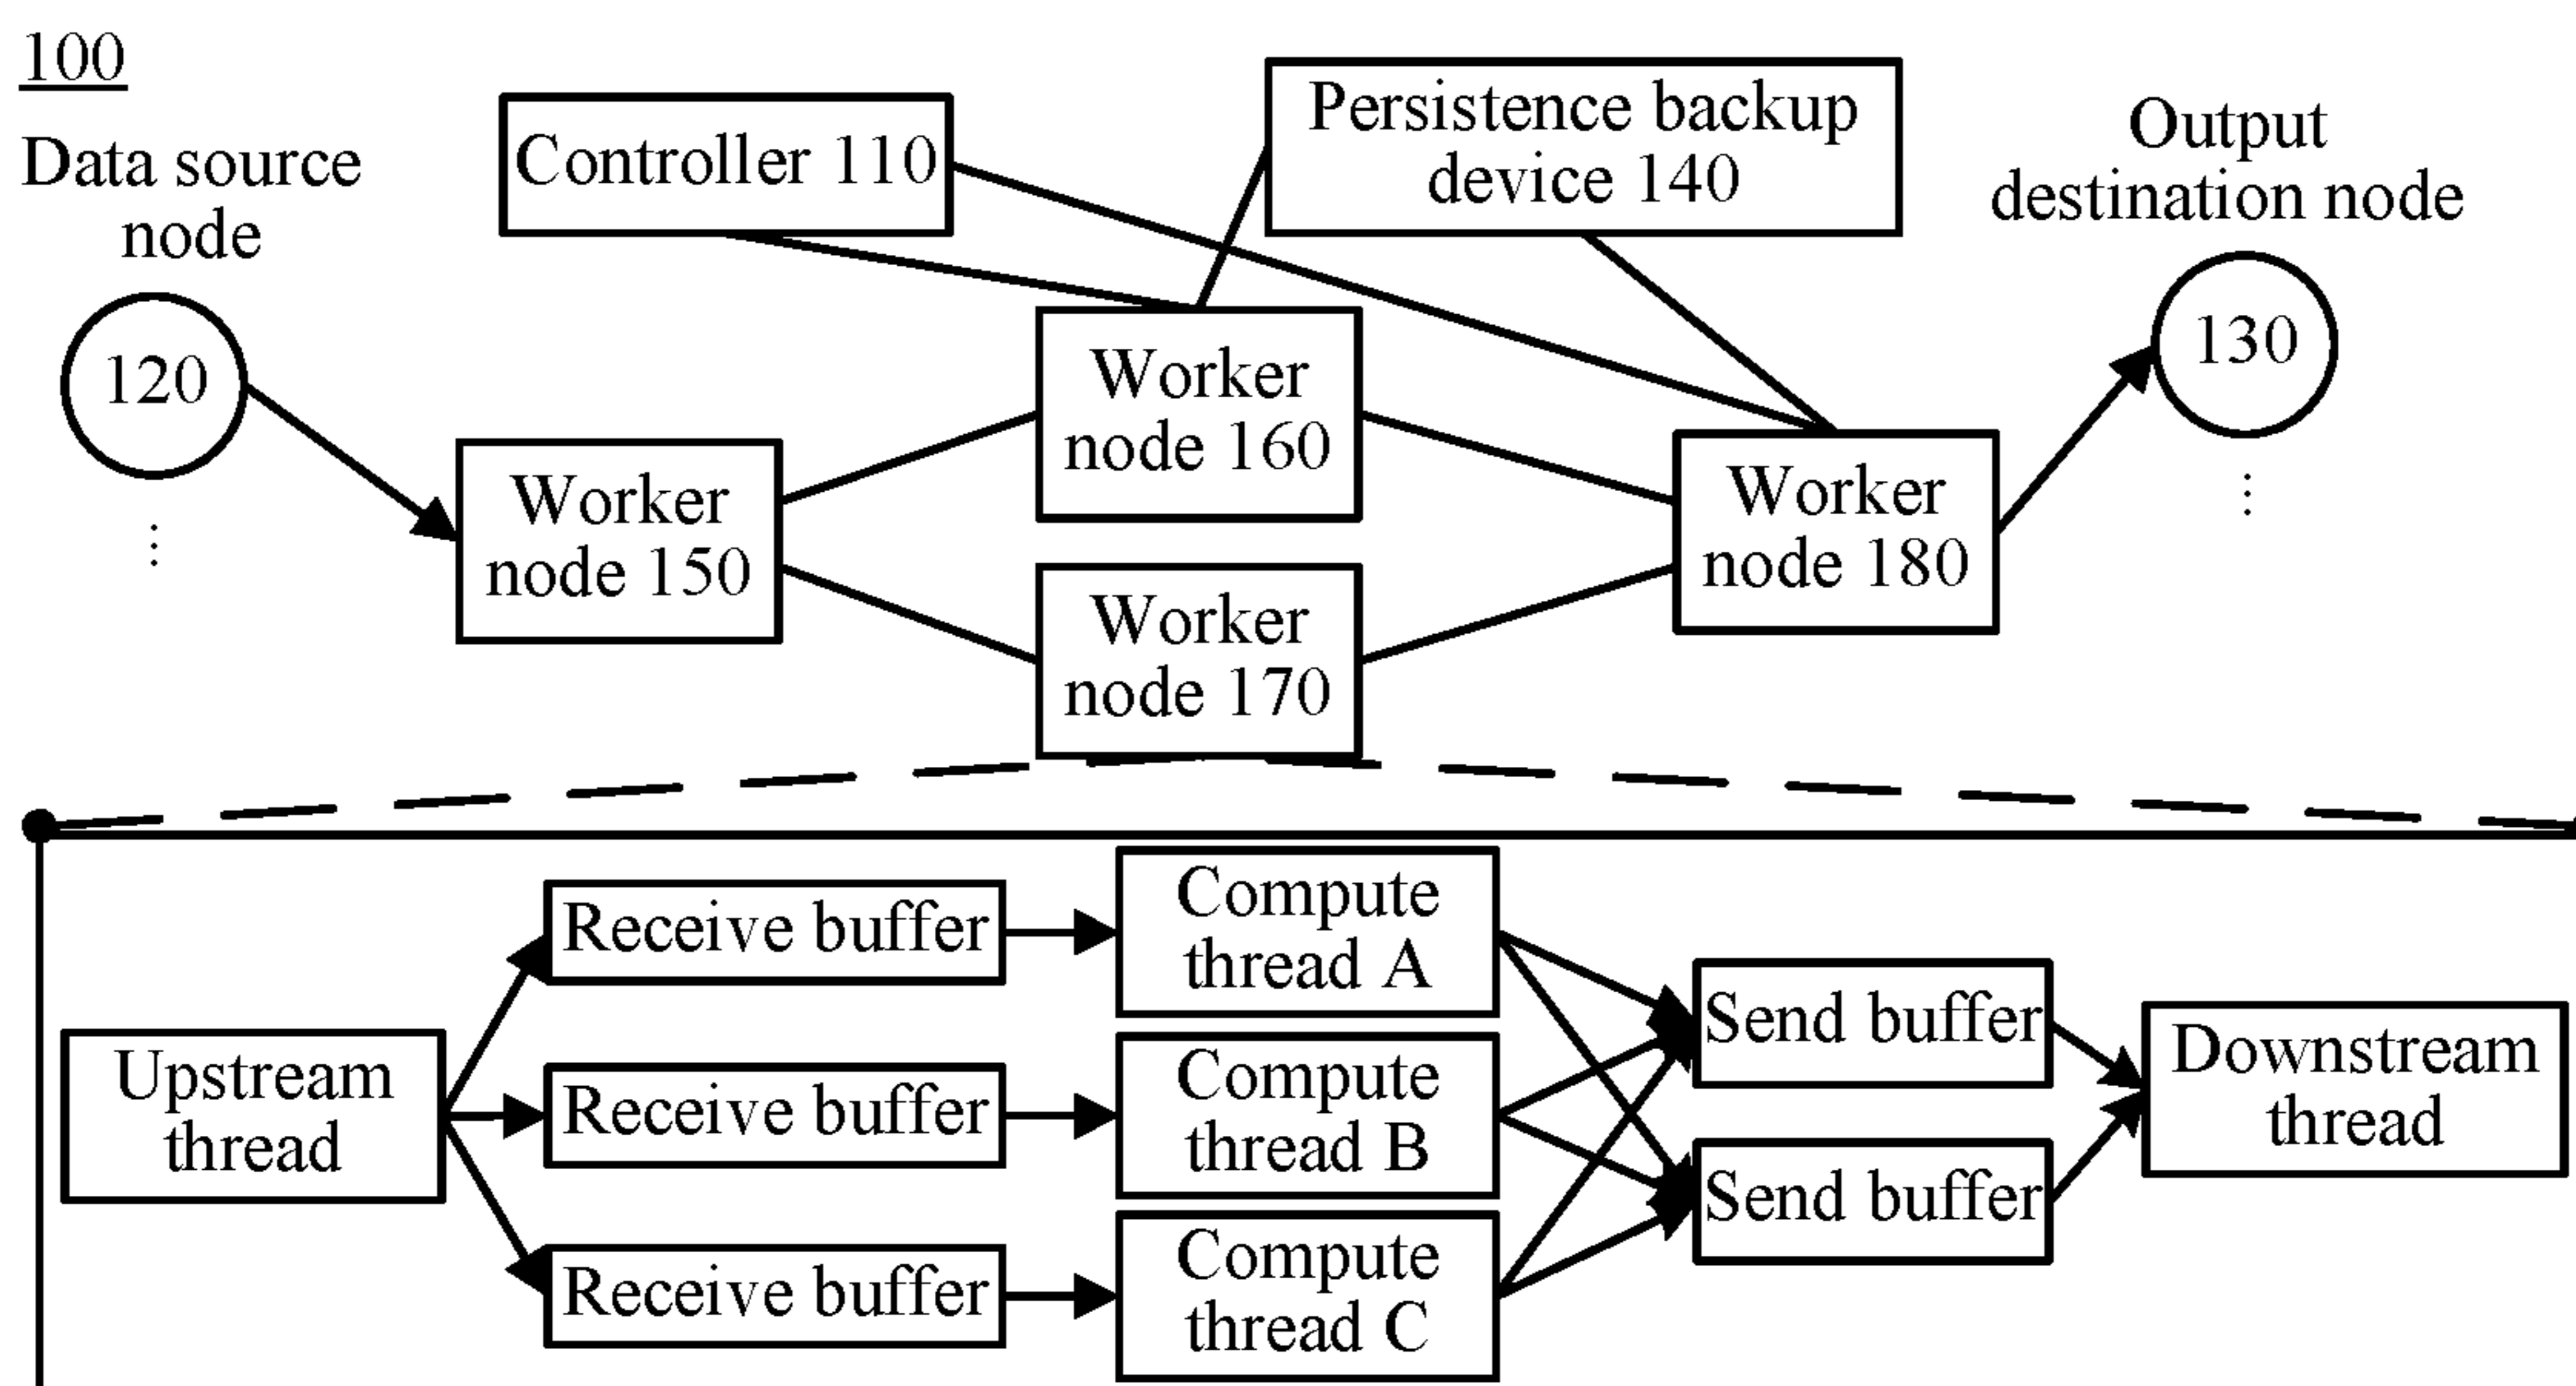 100
Data source
node
120
⋮
Controller 110
Persistence backup
device 140
Output
destination node
130
⋮
Worker
node 150
Worker
node 160
Worker
node 170
Worker
node 180
Upstream
thread
Receive buffer
Receive buffer
Receive buffer
Compute
thread A
Compute
thread B
Compute
thread C
Send buffer
Send buffer
Downstream
thread